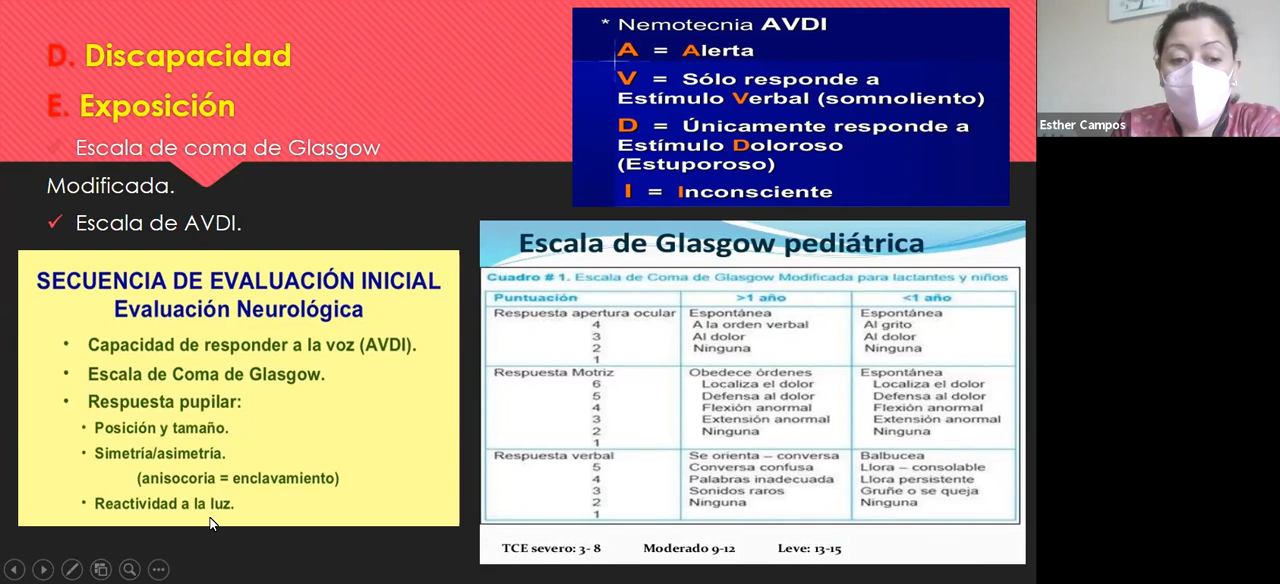 D. Discapacidad
E. Exposición
Escala de coma de Glasgow
Modificada.
✓ Escala de AVDI.
* Nemotecnia AVDI
A = Alerta
V = Sólo responde a
Estímulo Verbal (somnoliento)
D = Únicamente responde a
Estímulo Doloroso
(Estuporoso)
I = Inconsciente
Esther Campos
SECUENCIA DE EVALUACIÓN INICIAL
Evaluación Neurológica
• Capacidad de responder a la voz (AVDI).
• Escala de Coma de Glasgow.
• Respuesta pupilar:
• Posición y tamaño.
• Simetría/asimetría.
(anisocoria = enclavamiento)
• Reactividad a la luz.
Escala de Glasgow pediátrica
Cuadro # 1. Escala de Coma de Glasgow Modificada para lactantes y niños
Puntuación >1 año <1 año
Respuesta apertura ocular Espontánea Espontánea
4 A la orden verbal Al grito
3 Al dolor Al dolor
2 Ninguna Ninguna
1
Respuesta Motriz Obedece órdenes Espontánea
6 Localiza el dolor Localiza el dolor
5 Defensa al dolor Defensa al dolor
4 Flexión anormal Flexión anormal
3 Extensión anormal Extensión anormal
2 Ninguna Ninguna
1
Respuesta verbal Se orienta – conversa Balbucea
5 Conversa confusa Llora – consolable
4 Palabras inadecuada Llora persistente
3 Sonidos raros Gruñe o se queja
2 Ninguna Ninguna
1
TCE severo: 3- 8 Moderado 9-12 Leve: 13-15